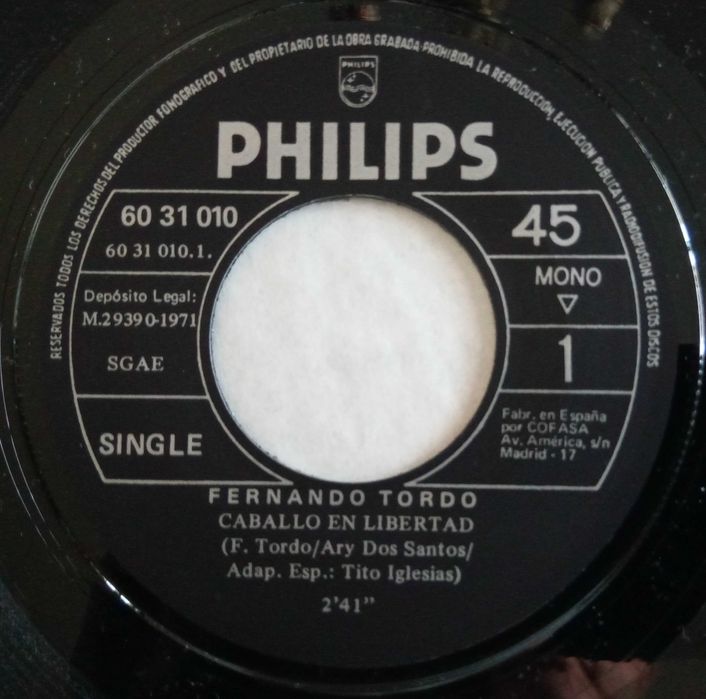 RESERVADOS TODOS LOS DERECHOS DEL PRODUCTOR FONOGRAFICO Y DEL PROPIETARIO DE LA OBRA GRABADA-PROHIBIDA LA REPRODUCCION, EJECUCION PUBLICA Y RADIODIFUSION DE ESTOS DISCOS
PHILIPS
PHILIPS
60 31 010
60 31 010.1.
45
MONO
Depósito Legal:
M.29390-1971
SGAE
1
SINGLE
Fabr. en España
por COFASA
Av. América, s/n
Madrid - 17
FERNANDO TORDO
CABALLO EN LIBERTAD
(F. Tordo/Ary Dos Santos/
Adap. Esp.: Tito Iglesias)
2'41"